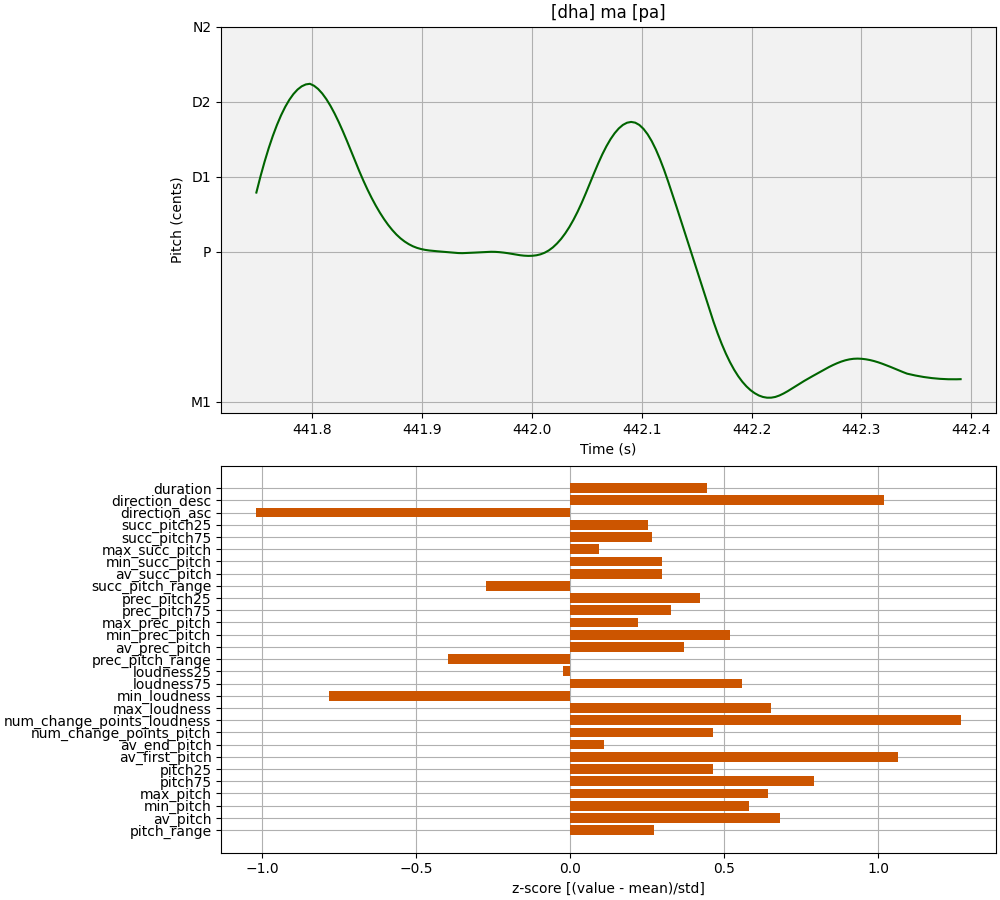 [dha] ma [pa]
N2
D2
D1
P
M1
Pitch (cents)
441.8 441.9 442.0 442.1 442.2 442.3 442.4
Time (s)
duration
direction_desc
direction_asc
succ_pitch25
succ_pitch75
max_succ_pitch
min_succ_pitch
av_succ_pitch
succ_pitch_range
prec_pitch25
prec_pitch75
max_prec_pitch
min_prec_pitch
av_prec_pitch
prec_pitch_range
loudness25
loudness75
min_loudness
max_loudness
num_change_points_loudness
num_change_points_pitch
av_end_pitch
av_first_pitch
pitch25
pitch75
max_pitch
min_pitch
av_pitch
pitch_range
−1.0 −0.5 0.0 0.5 1.0
z-score [(value - mean)/std]